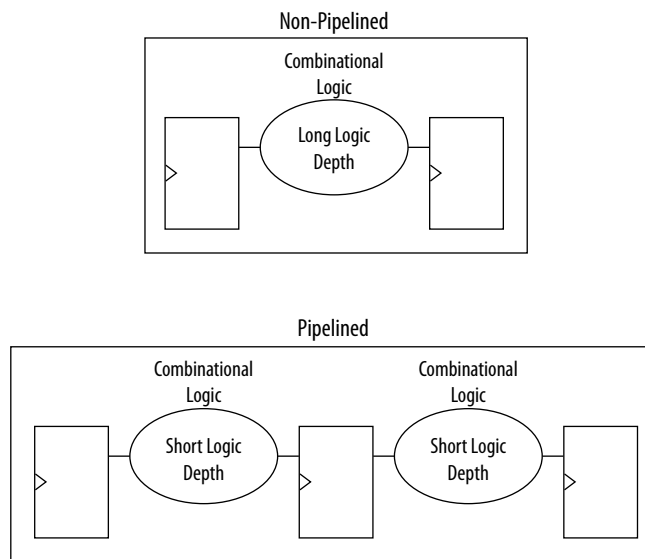 Non-Pipelined
Combinational
Logic
Long Logic
Depth
Pipelined
Combinational
Logic
Short Logic
Depth
Combinational
Logic
Short Logic
Depth